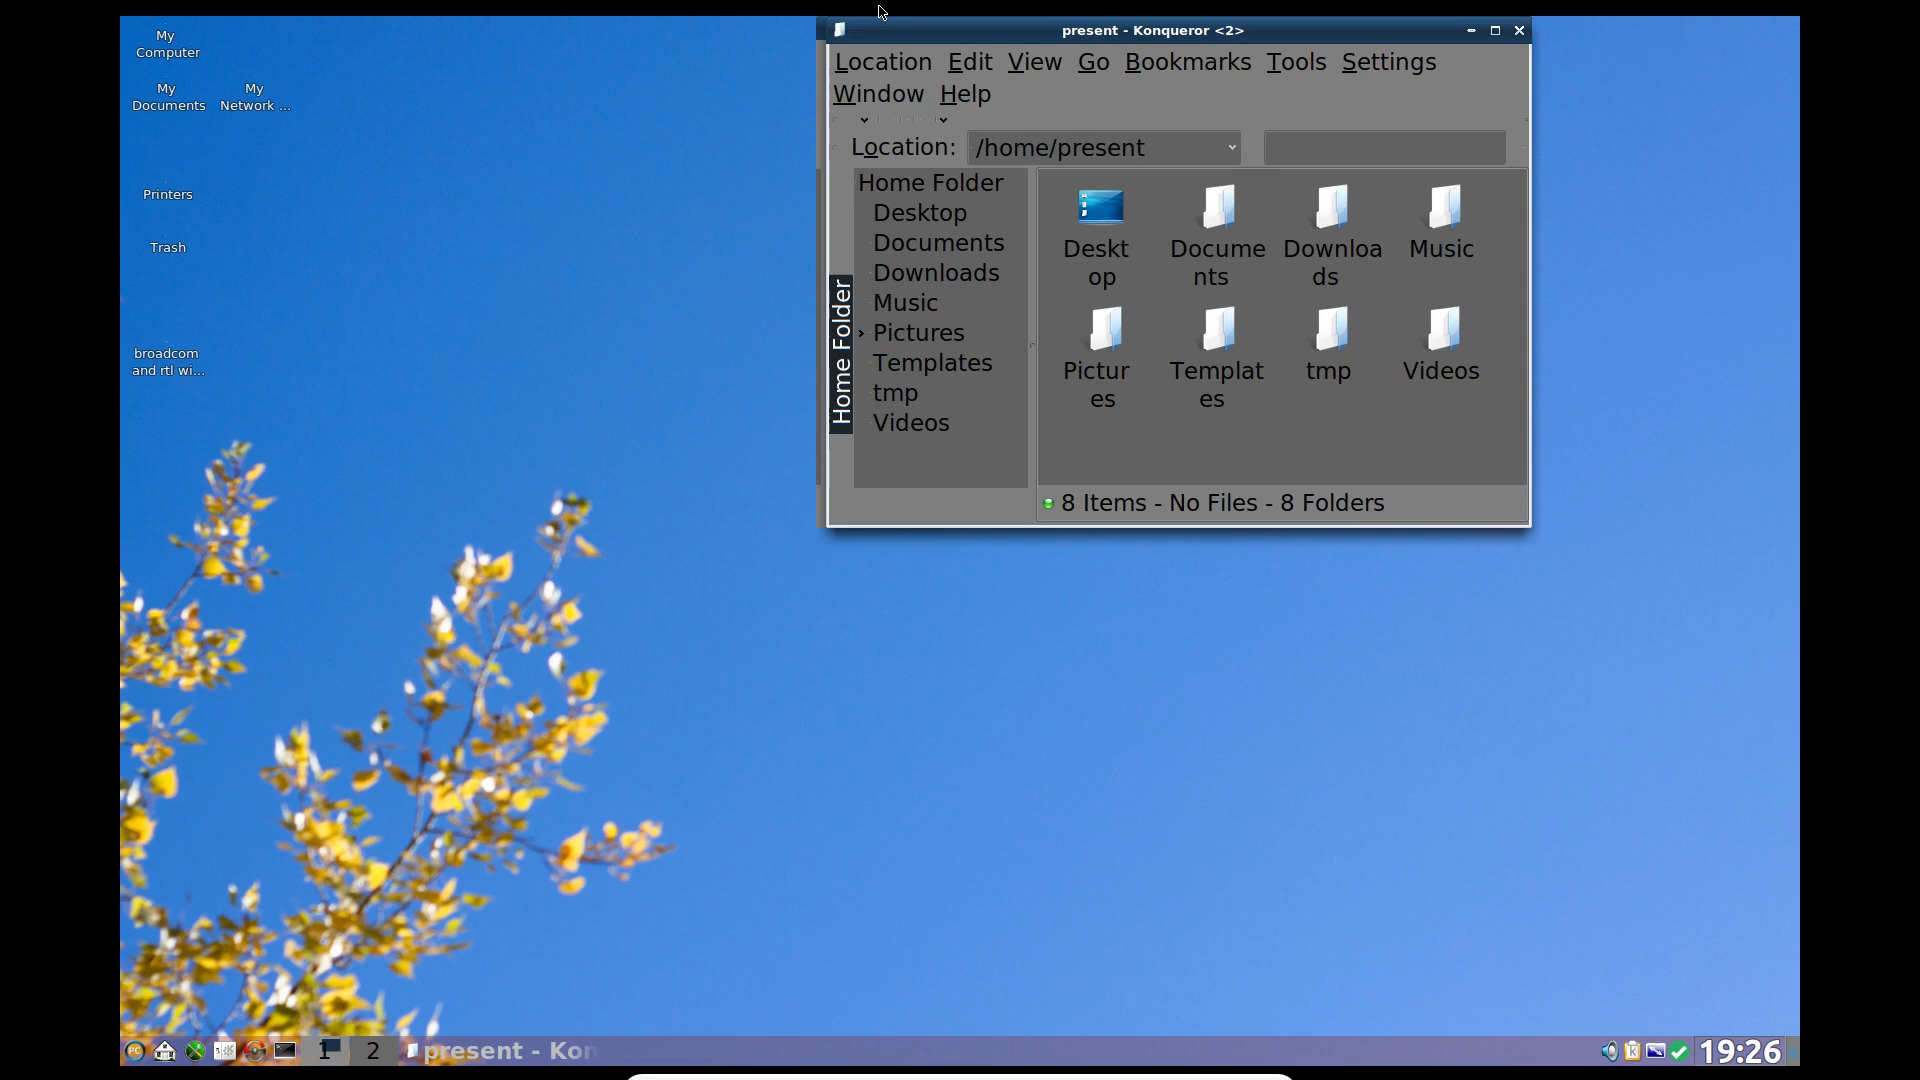 My
Computer
My
Documents
My
Network ...
Printers
Trash
broadcom
and rtl wi...
present - Konqueror <2>
Location Edit View Go Bookmarks Tools Settings
Window Help
Location: /home/present
Home Folder
Home Folder
Desktop
Documents
Downloads
Music
Pictures
Templates
tmp
Videos
Deskt
op
Docume
nts
Downloa
ds
Music
Pictur
es
Templat
es
tmp
Videos
8 Items - No Files - 8 Folders
1 2 present - Kon
19:26